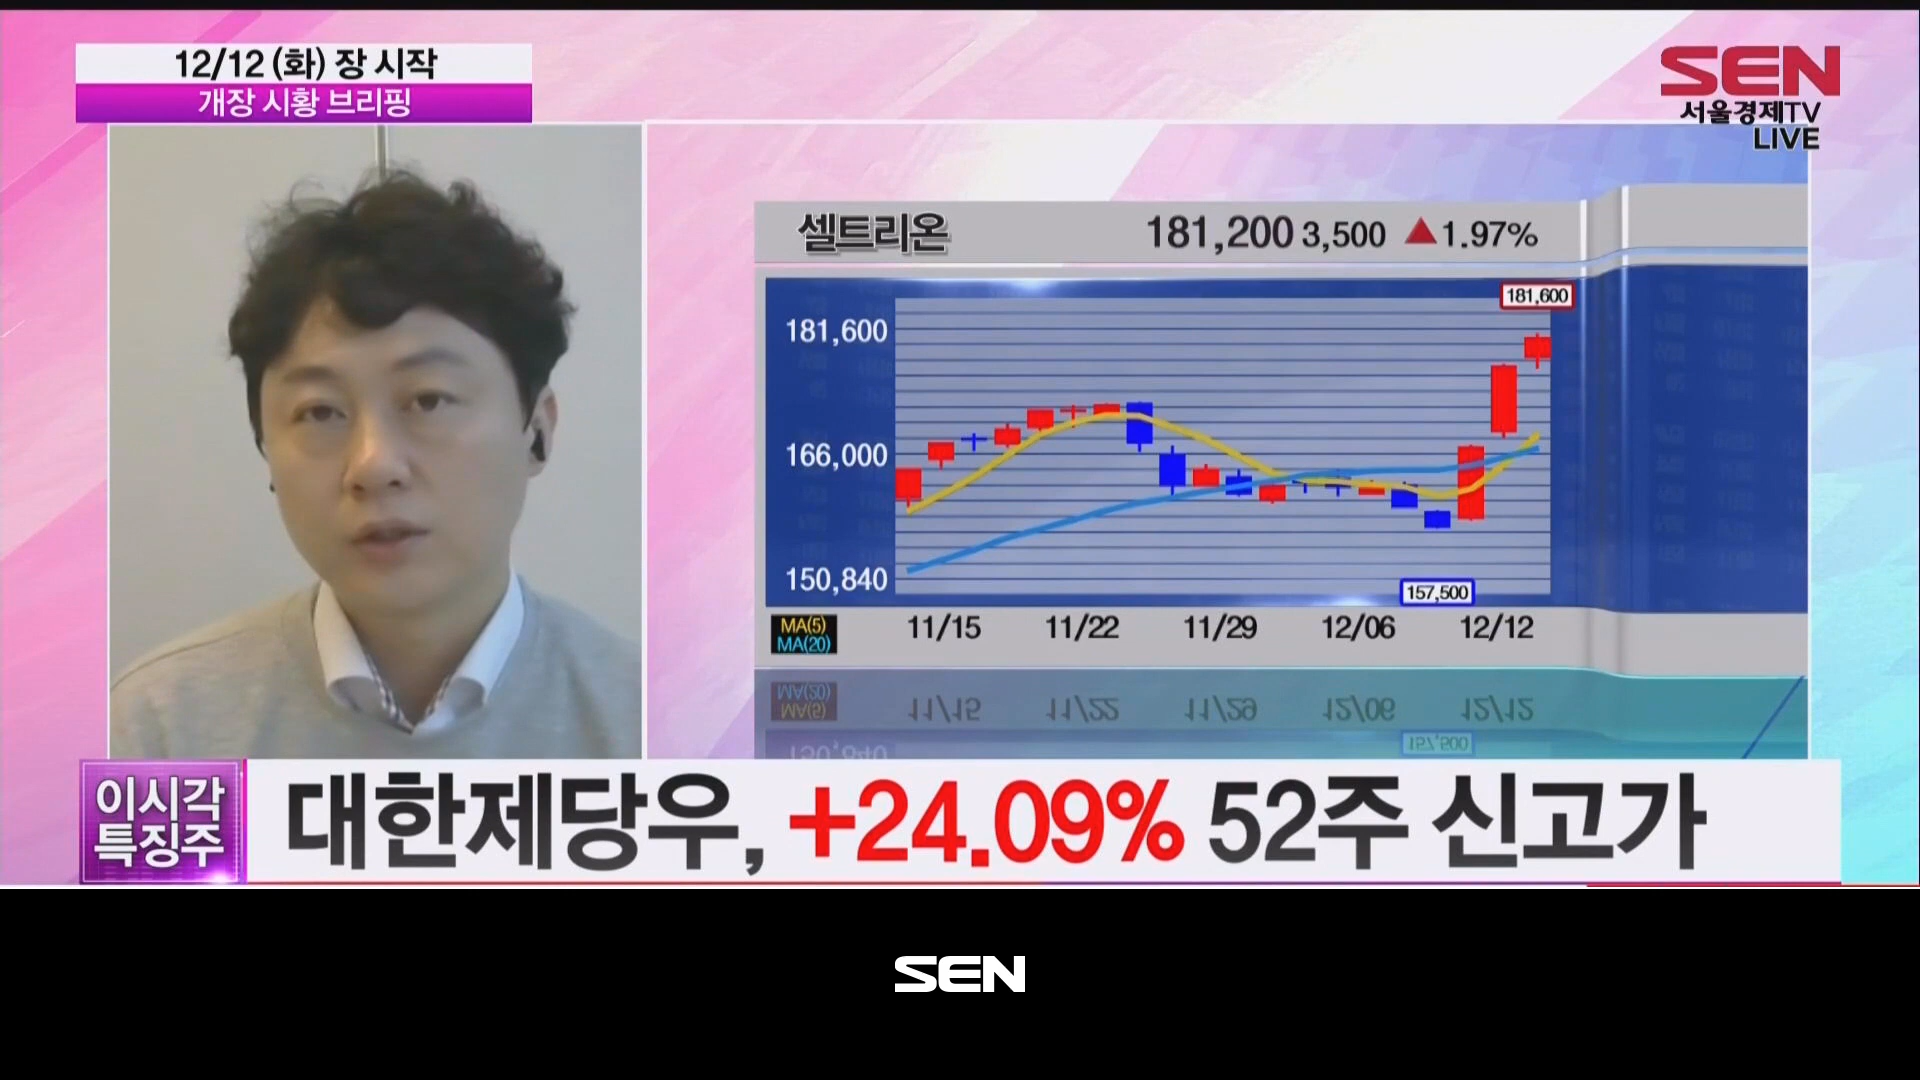 12/12 (화) 장 시작
개장 시황 브리핑
SEN
서울경제TV
LIVE
셀트리온 181,200 3,500 ▲1.97%
181,600
181,600
166,000
150,840
157,500
MA(5)
MA(20)
11/15 11/22 11/29 12/06 12/12
이시각
특징주
대한제당우, +24.09% 52주 신고가
SEN